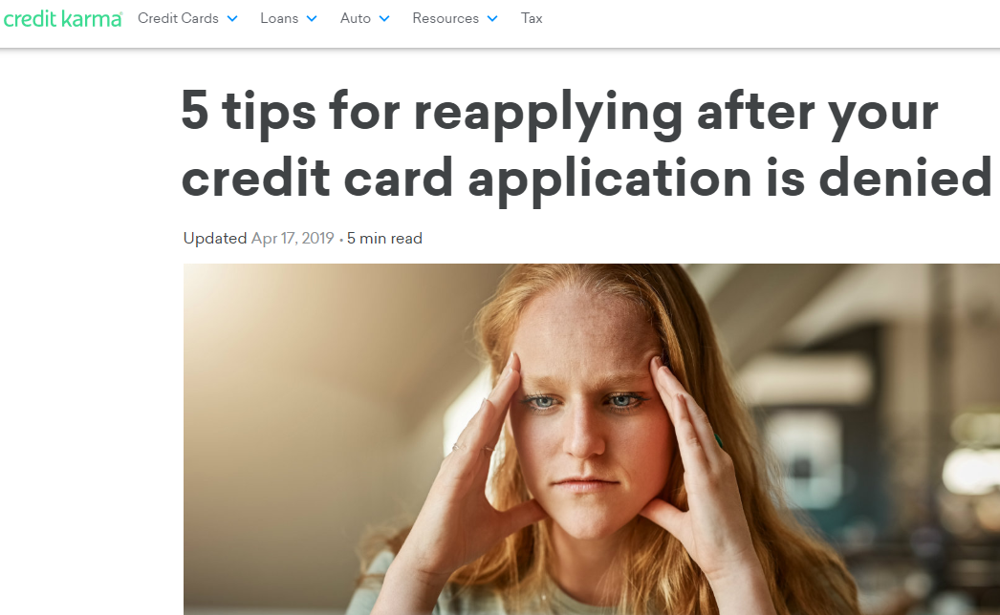 credit karma Credit Cards Loans Auto Resources Tax
5 tips for reapplying after your
credit card application is denied
Updated Apr 17, 2019 • 5 min read